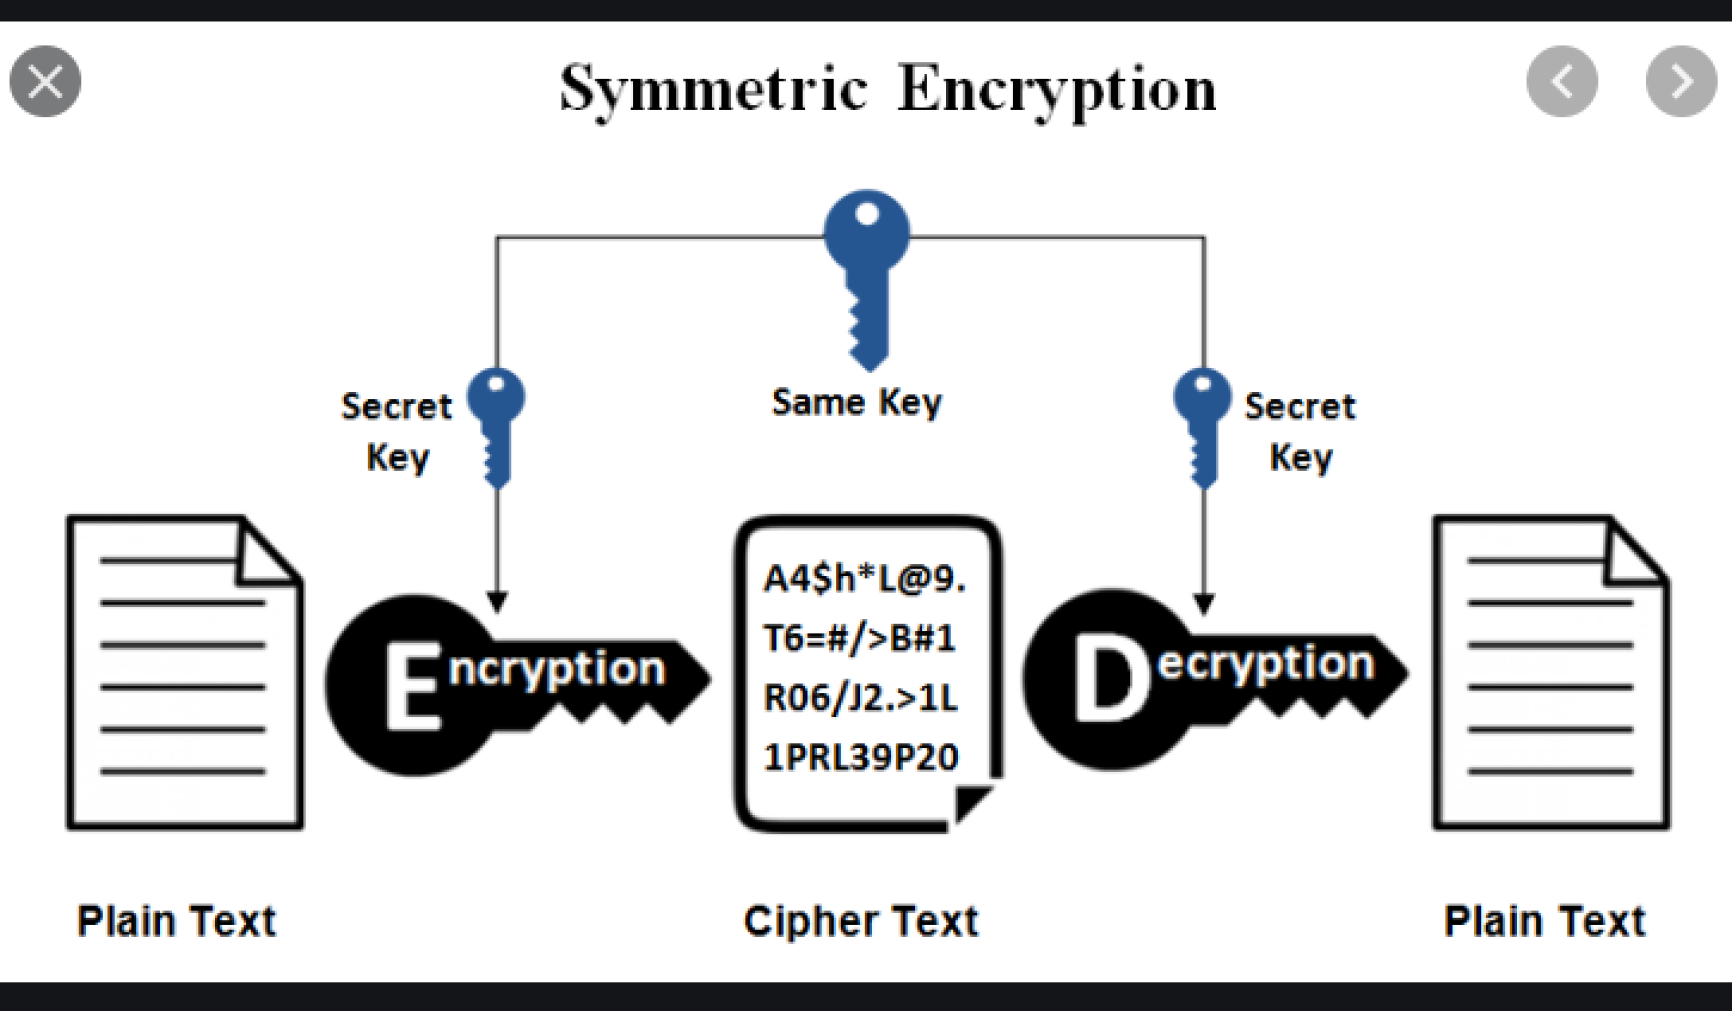 Symmetric Encryption
Same Key
Secret
Key
Secret
Key
Encryption
A4$h*L@9.
T6=#/>B#1
R06/J2.>1L
1PRL39P20
Decryption
Plain Text
Cipher Text
Plain Text